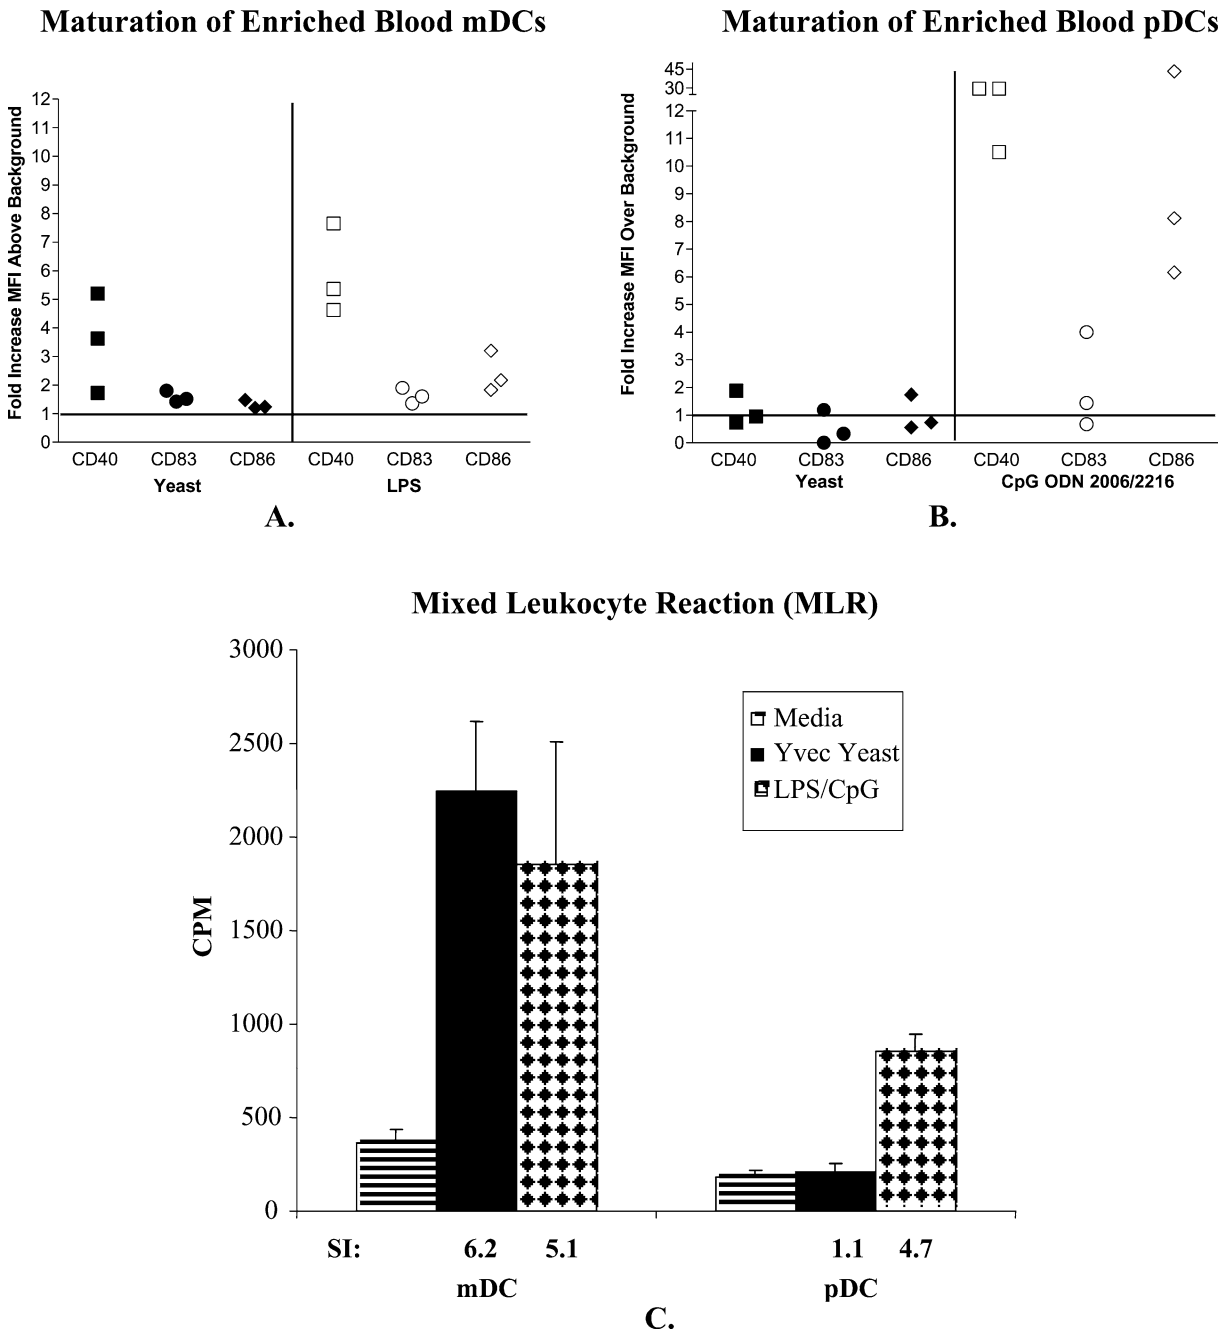 Maturation of Enriched Blood mDCs
Fold Increase MFI Above Background
12
11
10
9
8
7
6
5
4
3
2
1
0
CD40 CD83 CD86 CD40 CD83 CD86
Yeast LPS
A.
Maturation of Enriched Blood pDCs
Fold Increase MFI Over Background
45
30
12
11
10
9
8
7
6
5
4
3
2
1
0
CD40 CD83 CD86 CD40 CD83 CD86
Yeast CpG ODN 2006/2216
B.
Mixed Leukocyte Reaction (MLR)
CPM
3000
2500
2000
1500
1000
500
0
Media
Yvec Yeast
LPS/CpG
SI: 6.2 5.1 1.1 4.7
mDC pDC
C.